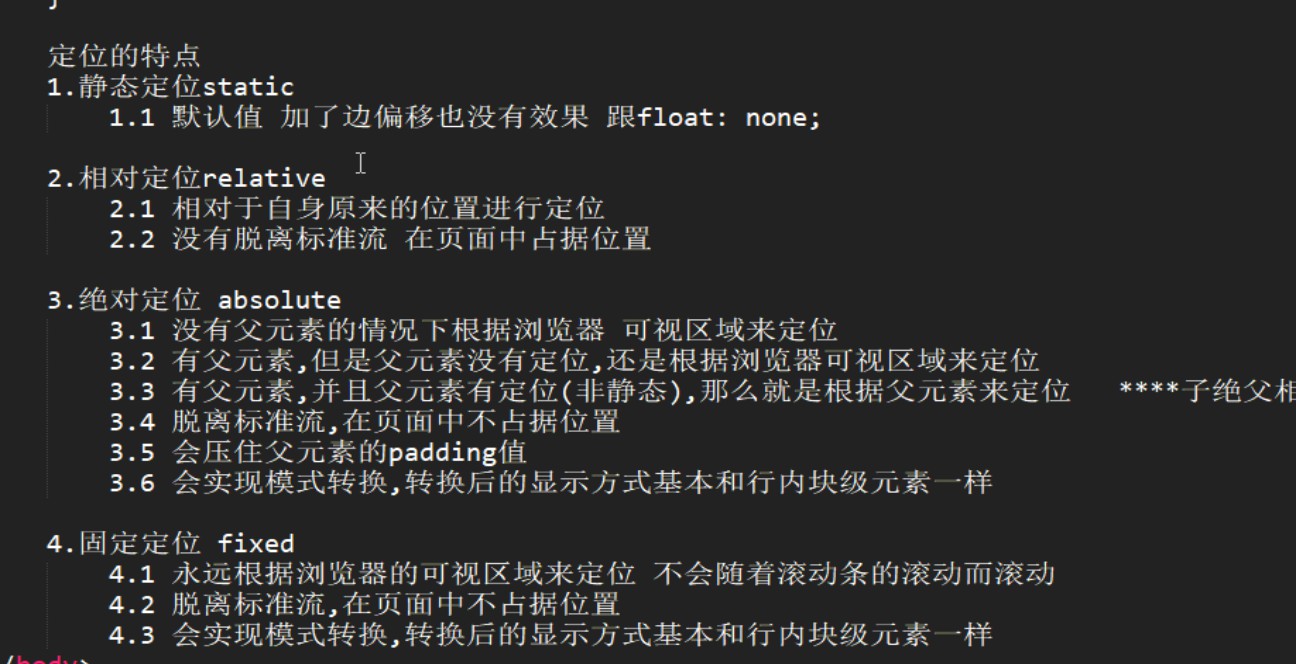 }
定位的特点
1.静态定位static
1.1 默认值 加了边偏移也没有效果 跟float: none;
2.相对定位relative
2.1 相对于自身原来的位置进行定位
2.2 没有脱离标准流 在页面中占据位置
3.绝对定位 absolute
3.1 没有父元素的情况下根据浏览器 可视区域来定位
3.2 有父元素,但是父元素没有定位,还是根据浏览器可视区域来定位
3.3 有父元素,并且父元素有定位(非静态),那么就是根据父元素来定位 ****子绝父相
3.4 脱离标准流,在页面中不占据位置
3.5 会压住父元素的padding值
3.6 会实现模式转换,转换后的显示方式基本和行内块级元素一样
4.固定定位 fixed
4.1 永远根据浏览器的可视区域来定位 不会随着滚动条的滚动而滚动
4.2 脱离标准流,在页面中不占据位置
4.3 会实现模式转换,转换后的显示方式基本和行内块级元素一样
/body>